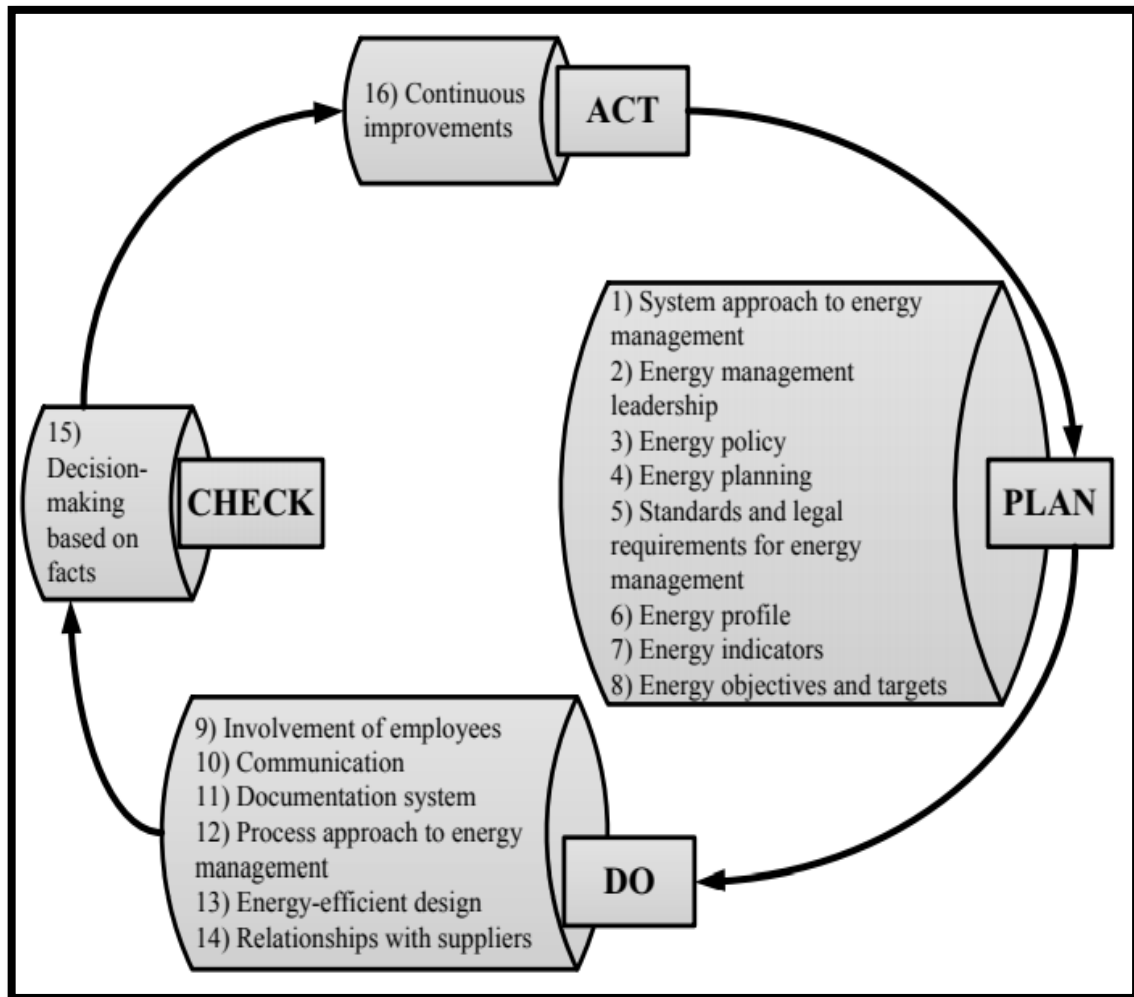 16) Continuous
improvements
ACT
1) System approach to energy
management
2) Energy management
leadership
3) Energy policy
4) Energy planning
5) Standards and legal
requirements for energy
management
6) Energy profile
7) Energy indicators
8) Energy objectives and targets
PLAN
9) Involvement of employees
10) Communication
11) Documentation system
12) Process approach to energy
management
13) Energy-efficient design
14) Relationships with suppliers
DO
15)
Decision-
making
based on
facts
CHECK